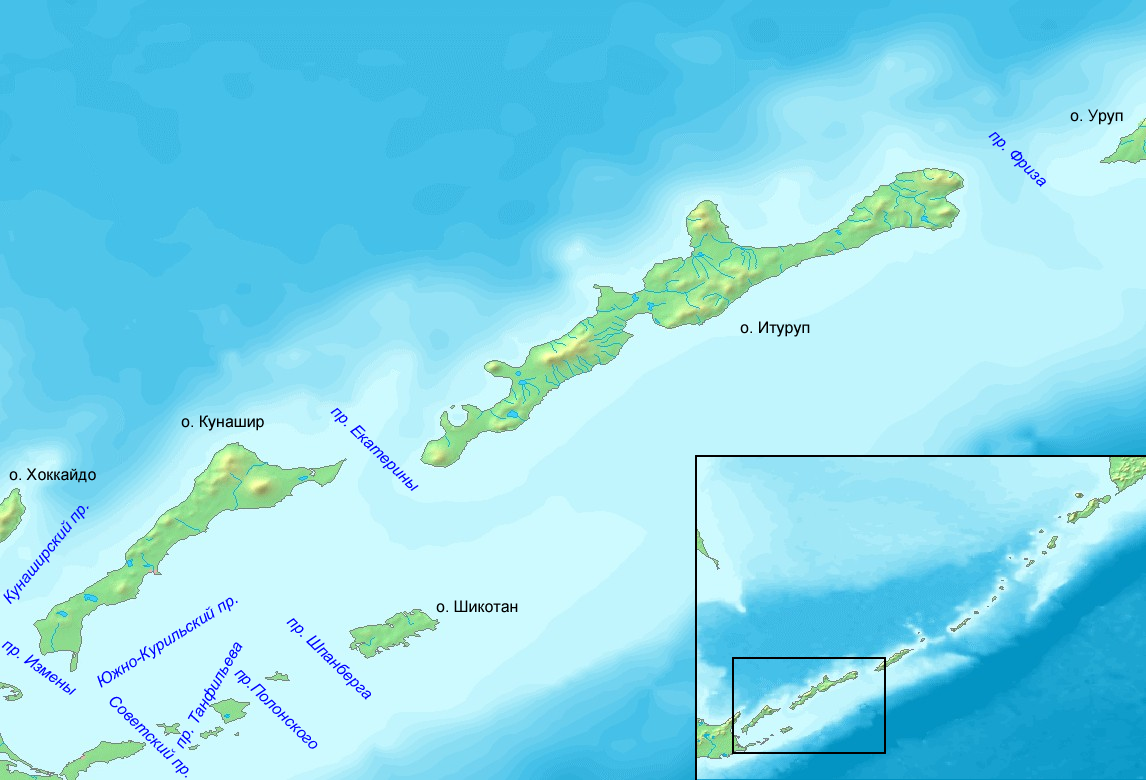 о. Уруп
пр. Фриза
о. Итуруп
о. Кунашир
пр. Екатерины
о. Хоккайдо
Кунаширский пр.
о. Шикотан
Южно-Курильский пр.
пр. Шпанберга
пр. Измены
пр. Танфильева
пр.Полонского
Советский пр.